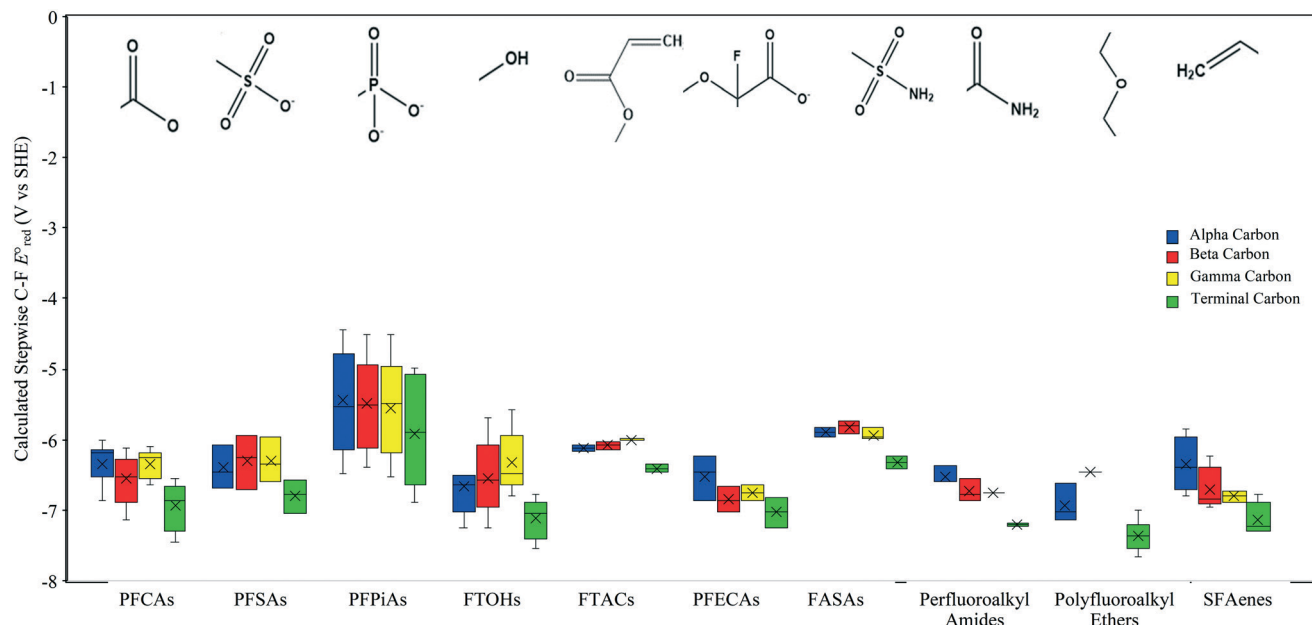 0
-1
-2
-3
-4
-5
-6
-7
-8
Calculated Stepwise C-F E°red (V vs SHE)
O
O
O
S
O
O⁻
O
P
O⁻
O⁻
OH
CH
O
O
F
O
O
O⁻
O
S
O
NH₂
O
NH₂
O
H₂C
Alpha Carbon
Beta Carbon
Gamma Carbon
Terminal Carbon
PFCAs PFSAs PFPiAs FTOHs FTACs PFECAs FASAs Perfluoroalkyl Polyfluoroalkyl SFAenes
Amides Ethers